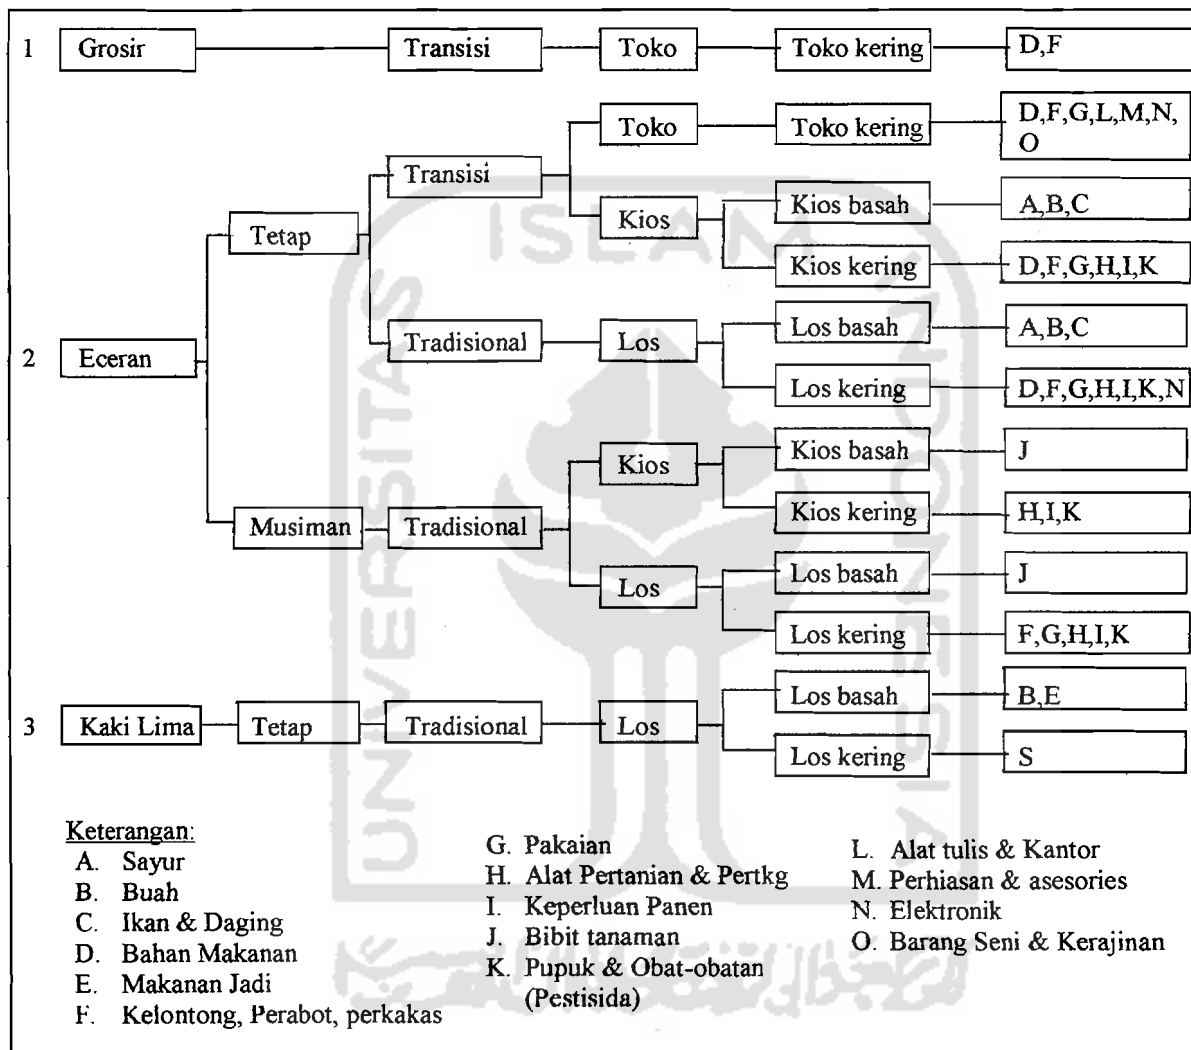 1 Grosir Transisi Toko Toko kering D,F
Toko Toko kering D,F,G,L,M,N,
O
Transisi
Kios Kios basah A,B,C
Tetap
Kios kering D,F,G,H,I,K
2 Eceran Tradisional Los Los basah A,B,C
Los kering D,F,G,H,I,K,N
Kios Kios basah J
Musiman Tradisional Kios kering H,I,K
Los Los basah J
Los kering F,G,H,I,K
3 Kaki Lima Tetap Tradisional Los Los basah B,E
Los kering S
Keterangan:
A. Sayur
B. Buah
C. Ikan & Daging
D. Bahan Makanan
E. Makanan Jadi
F. Kelontong, Perabot, perkakas
G. Pakaian
H. Alat Pertanian & Pertkg
I. Keperluan Panen
J. Bibit tanaman
K. Pupuk & Obat-obatan
(Pestisida)
L. Alat tulis & Kantor
M. Perhiasan & asesories
N. Elektronik
O. Barang Seni & Kerajinan
UNIVERSITAS
ISLAM
INDONESIA